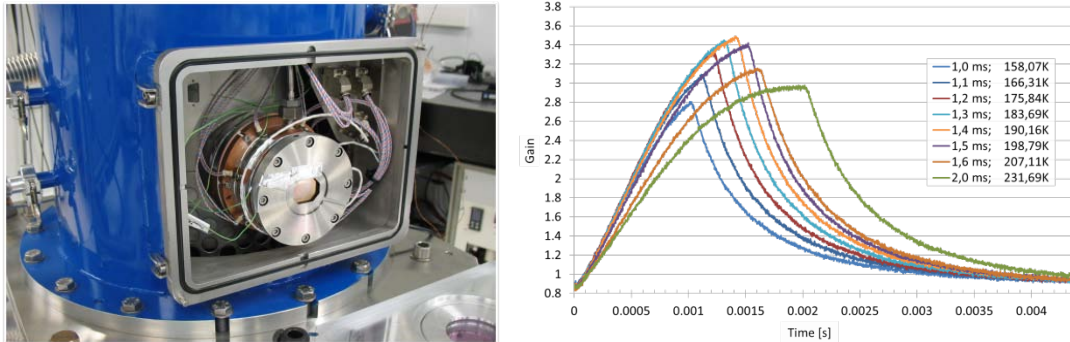 3.8
3.6
3.4
3.2
3
2.8
2.6
2.4
2.2
2
1.8
1.6
1.4
1.2
1
0.8
Gain
0
0.0005
0.001
0.0015
0.002
0.0025
0.003
0.0035
0.004
Time [s]
1,0 ms; 158,07K
1,1 ms; 166,31K
1,2 ms; 175,84K
1,3 ms; 183,69K
1,4 ms; 190,16K
1,5 ms; 198,79K
1,6 ms; 207,11K
2,0 ms; 231,69K